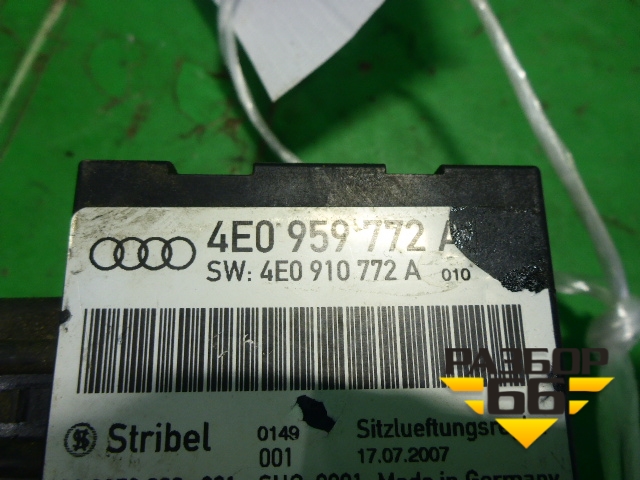 4E0 959 772 A
SW: 4E0 910 772 A 010
Stribel 0149 Sitzlueftungsre
001 17.07.2007
Made in Germany
РАЗБОР
66